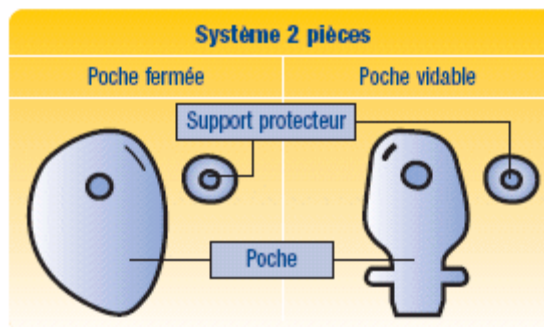 Système 2 pièces
Poche fermée
Poche vidable
Support protecteur
Poche